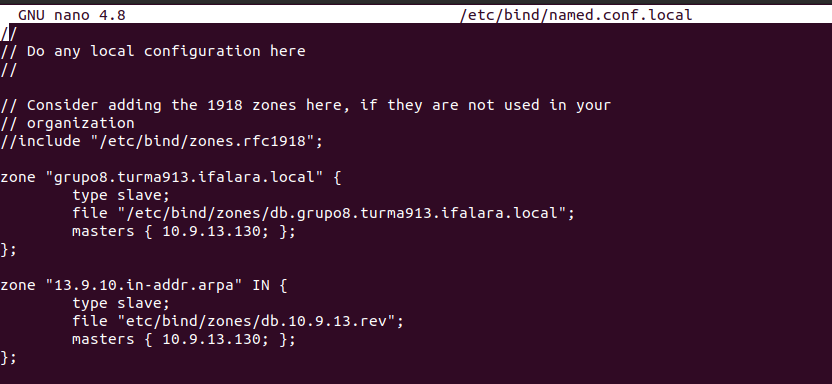 GNU nano 4.8 /etc/bind/named.conf.local
//
// Do any local configuration here
//
// Consider adding the 1918 zones here, if they are not used in your
// organization
//include "/etc/bind/zones.rfc1918";
zone "grupo8.turma913.ifalara.local" {
type slave;
file "/etc/bind/zones/db.grupo8.turma913.ifalara.local";
masters { 10.9.13.130; };
};
zone "13.9.10.in-addr.arpa" IN {
type slave;
file "etc/bind/zones/db.10.9.13.rev";
masters { 10.9.13.130; };
};